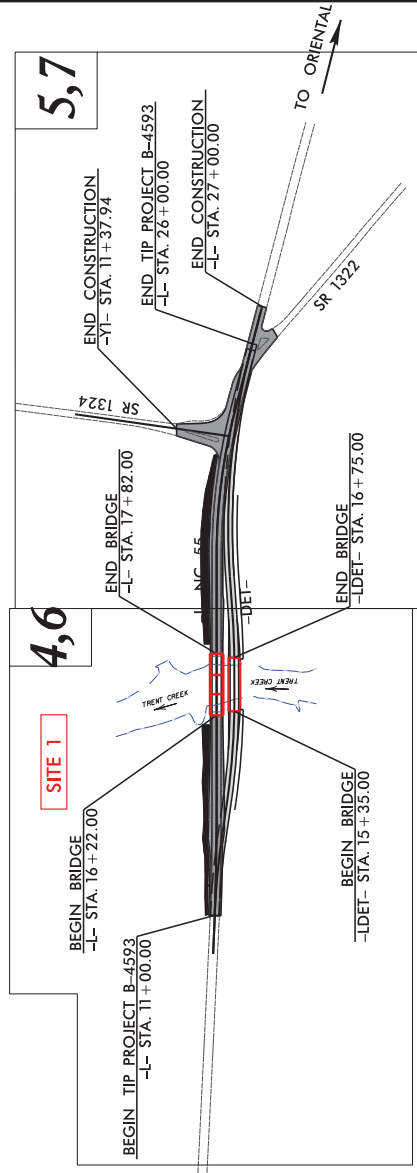 5,7
4,6
SITE 1
TO ORIENTAL
END CONSTRUCTION
-Y1- STA. 11+37.94
END TIP PROJECT B-4593
-L- STA. 26+00.00
END CONSTRUCTION
-L- STA. 27+00.00
SR 1324
SR 1322
END BRIDGE
-L- STA. 17+82.00
NC 55
-DET-
END BRIDGE
-LDET- STA. 16+75.00
TRENT CREEK
TRENT CREEK
BEGIN BRIDGE
-L- STA. 16+22.00
BEGIN BRIDGE
-LDET- STA. 15+35.00
BEGIN TIP PROJECT B-4593
-L- STA. 11+00.00